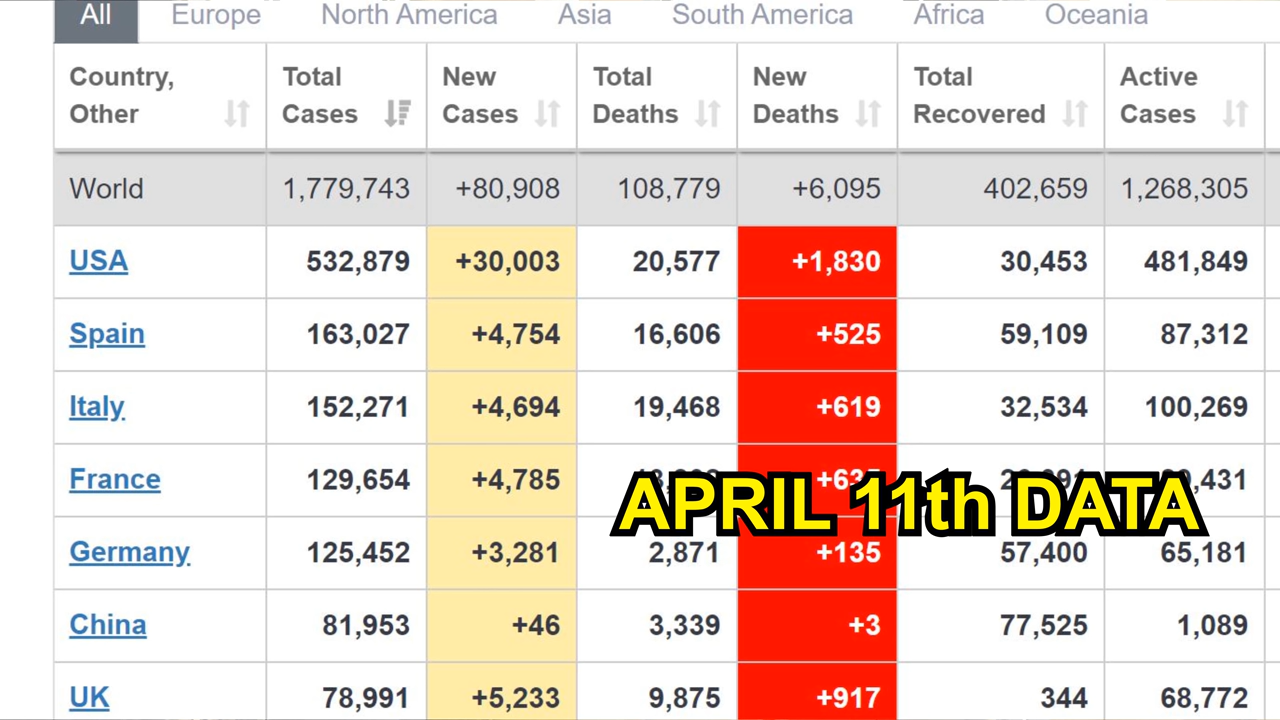 All Europe North America Asia South America Africa Oceania
Country, Other Total Cases New Cases Total Deaths New Deaths Total Recovered Active Cases
World 1,779,743 +80,908 108,779 +6,095 402,659 1,268,305
USA 532,879 +30,003 20,577 +1,830 30,453 481,849
Spain 163,027 +4,754 16,606 +525 59,109 87,312
Italy 152,271 +4,694 19,468 +619 32,534 100,269
France 129,654 +4,785
APRIL 11th DATA
Germany 125,452 +3,281 2,871 +135 57,400 65,181
China 81,953 +46 3,339 +3 77,525 1,089
UK 78,991 +5,233 9,875 +917 344 68,772